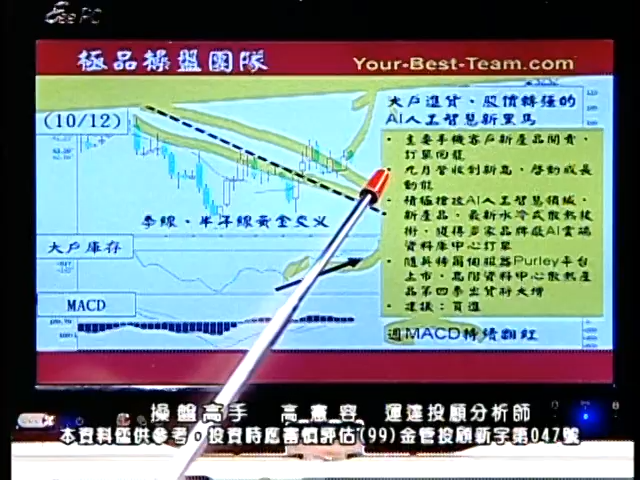 Eee PC
極品操盤團隊
Your-Best-Team.com
(10/12)
大戶進貨、股價轉強的
AI人工智慧新黑馬
• 主要手機客戶新產品開賣,
訂單回籠
九月營收創新高,啓動成長
動能
• 積極搶攻AI人工智慧領域,
新產品,最新水冷式散熱技
術,獲得多家品牌廠AI雲端
資料庫中心訂單
• 隨英特爾伺服器Purley平台
上市,高階資料中心散熱產
品第四季出貨將大增
• 建議:買進
季線、半年線黃金交叉
大戶庫存
MACD
週MACD轉續翻紅
操盤高手 高憲容 運達投顧分析師
本資料僅供參考。投資時應審慎評估(99)金管投顧新字第047號